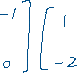 -1 ] [ 1
0 ] [ -2